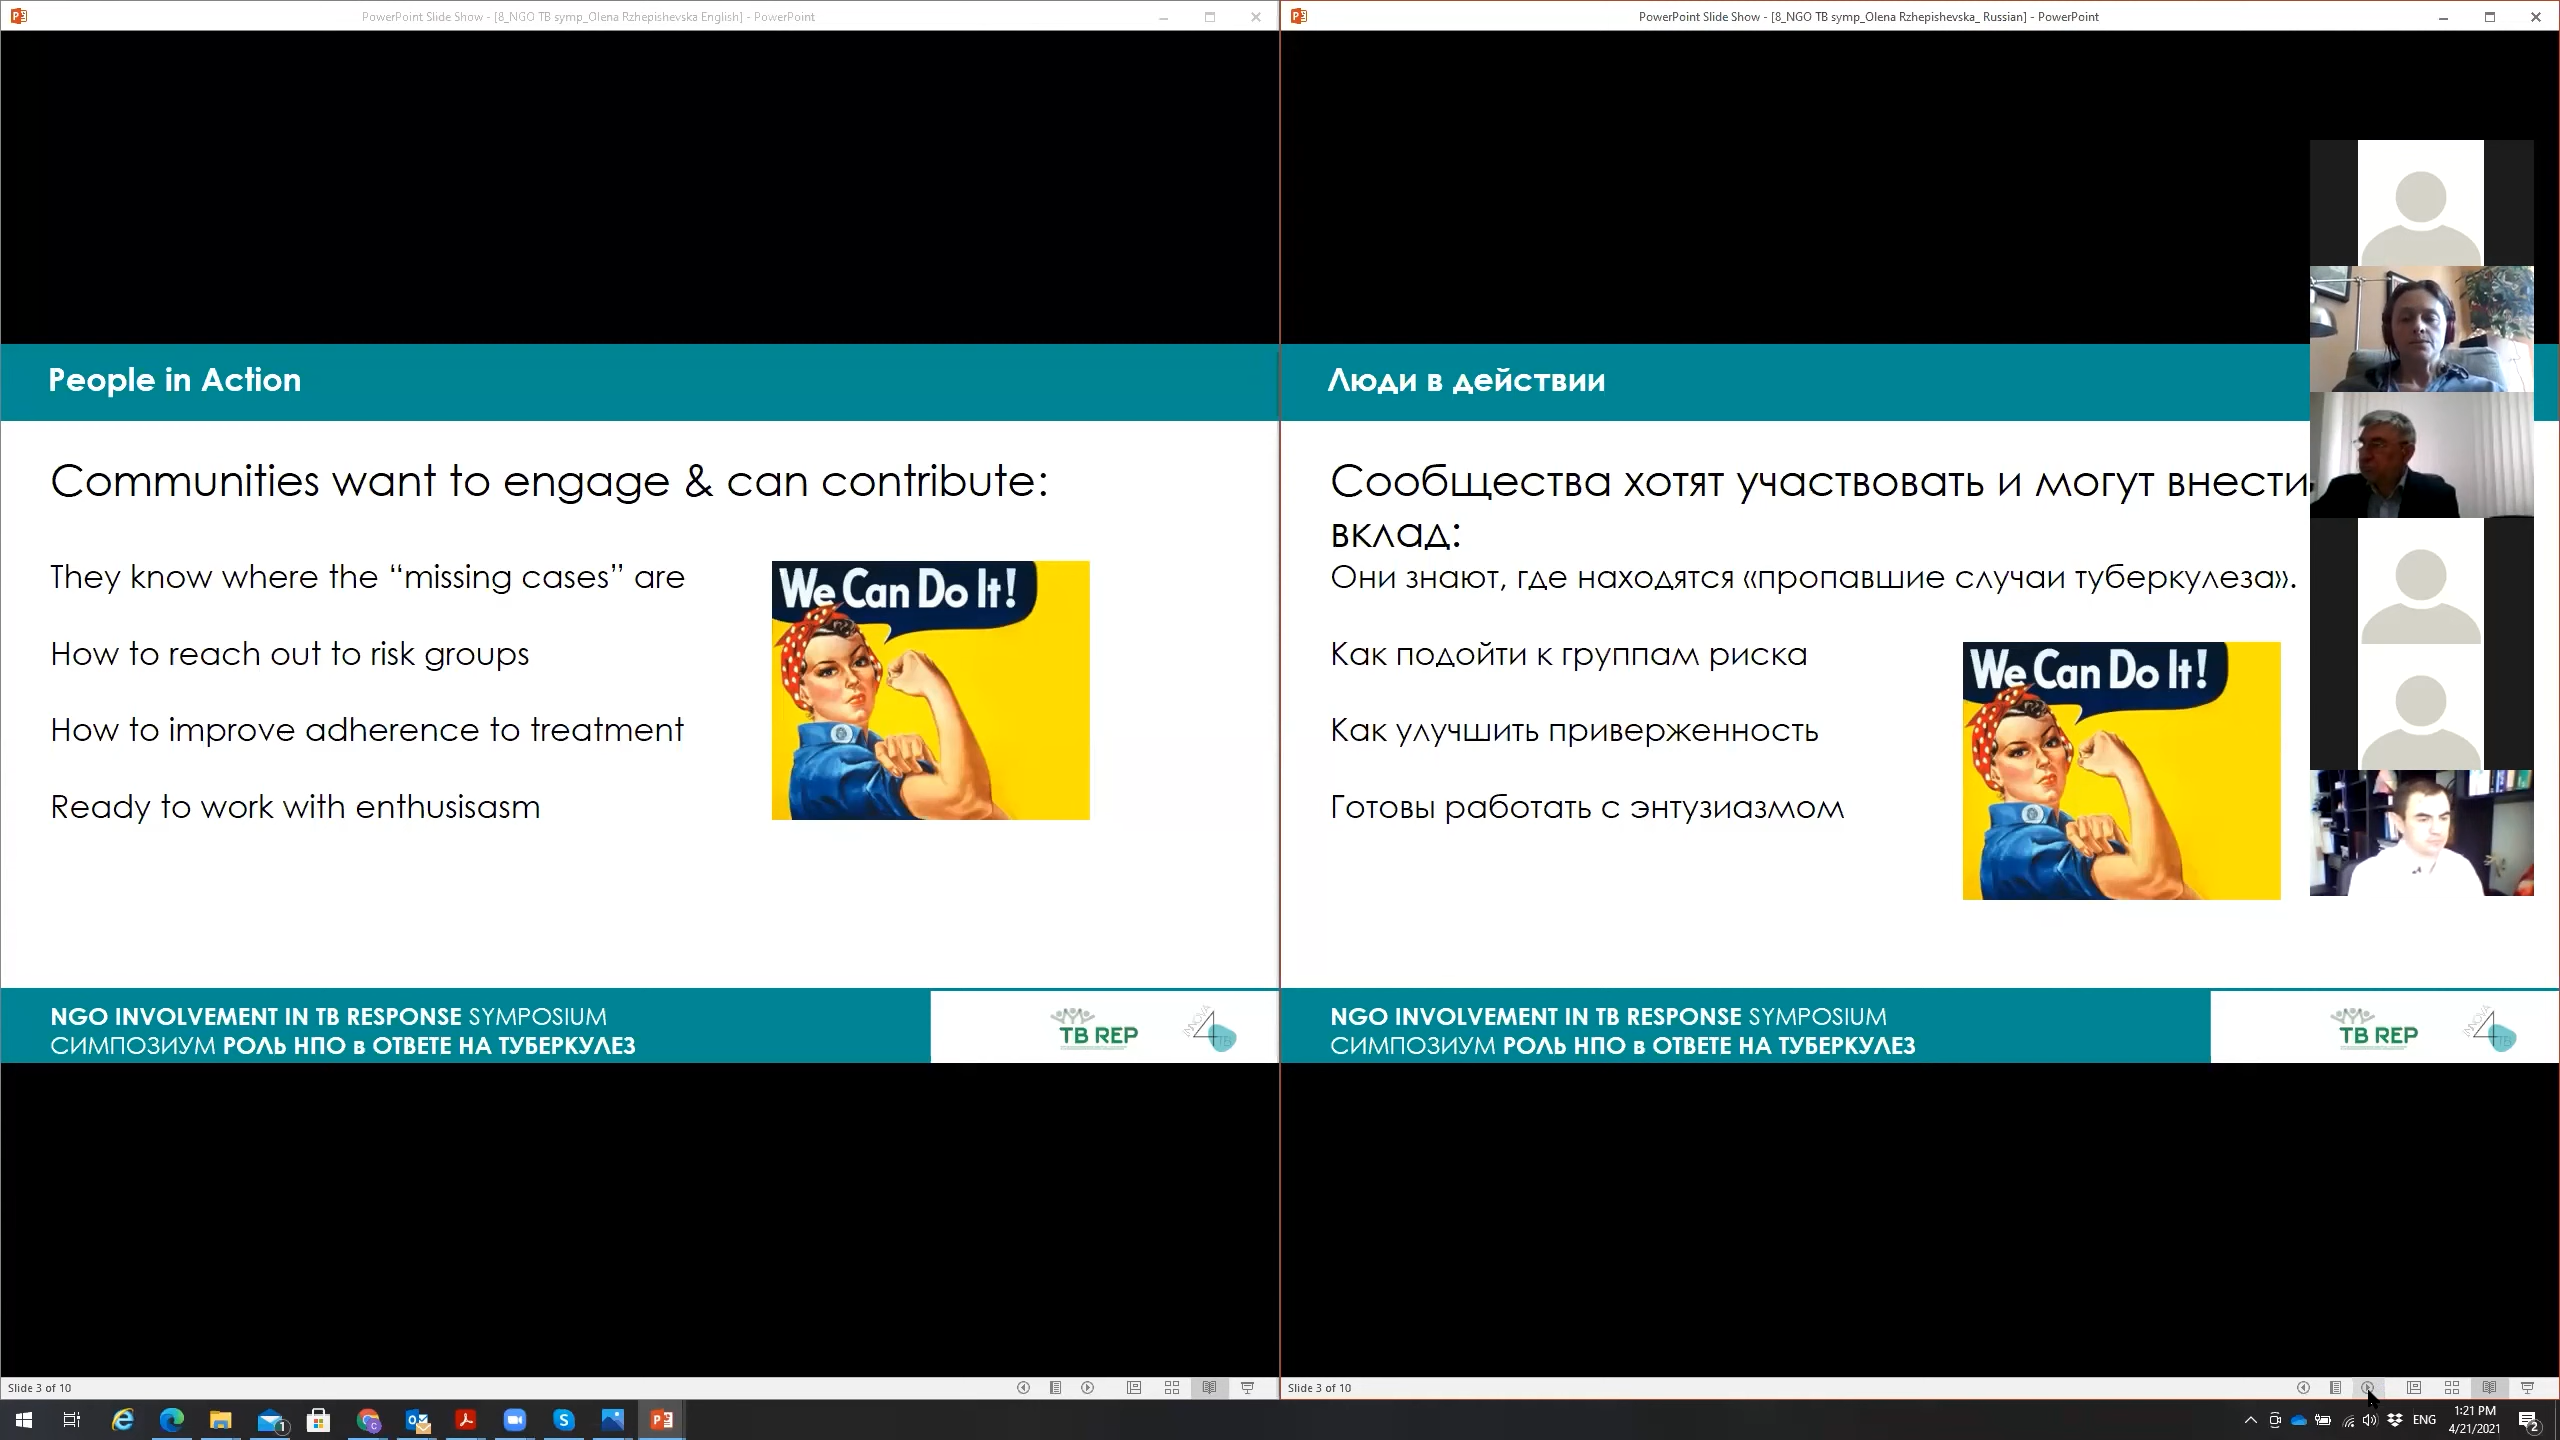 PowerPoint Slide Show - [8_NGO TB symp_Olena Rzhepishevska English] - PowerPoint
People in Action
Communities want to engage & can contribute:
They know where the “missing cases” are
How to reach out to risk groups
How to improve adherence to treatment
Ready to work with enthusisasm
We Can Do It!
NGO INVOLVEMENT IN TB RESPONSE SYMPOSIUM
СИМПОЗИУМ РОЛЬ НПО в ОТВЕТЕ НА ТУБЕРКУЛЕЗ
TB REP
Slide 3 of 10
PowerPoint Slide Show - [8_NGO TB symp_Olena Rzhepishevska_ Russian] - PowerPoint
Люди в действии
Сообщества хотят участвовать и могут внести
вклад:
Они знают, где находятся «пропавшие случаи туберкулеза».
Как подойти к группам риска
Как улучшить приверженность
Готовы работать с энтузиазмом
We Can Do It!
NGO INVOLVEMENT IN TB RESPONSE SYMPOSIUM
СИМПОЗИУМ РОЛЬ НПО в ОТВЕТЕ НА ТУБЕРКУЛЕЗ
TB REP
Slide 3 of 10
ENG
1:21 PM
4/21/2021